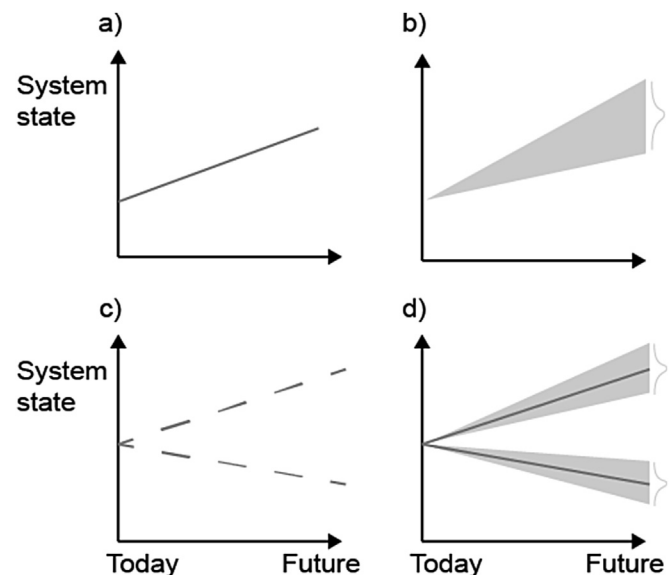 a)
b)
System
state
c)
d)
System
state
Today
Future
Today
Future